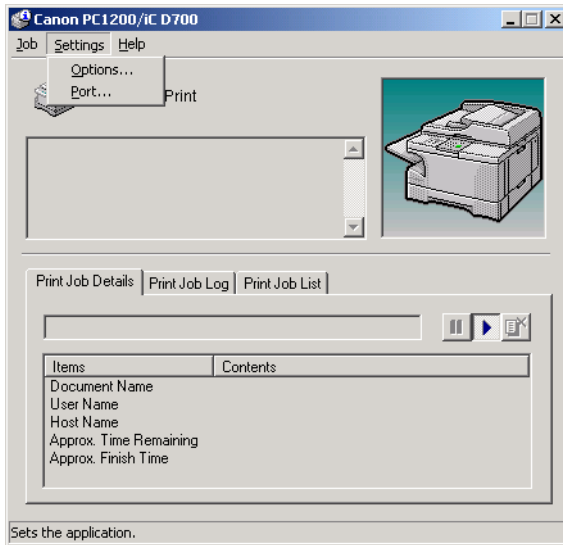 Canon PC1200/iC D700
Job Settings Help
Options...
Port...
Print
Print Job Details Print Job Log Print Job List
Items Contents
Document Name
User Name
Host Name
Approx. Time Remaining
Approx. Finish Time
Sets the application.